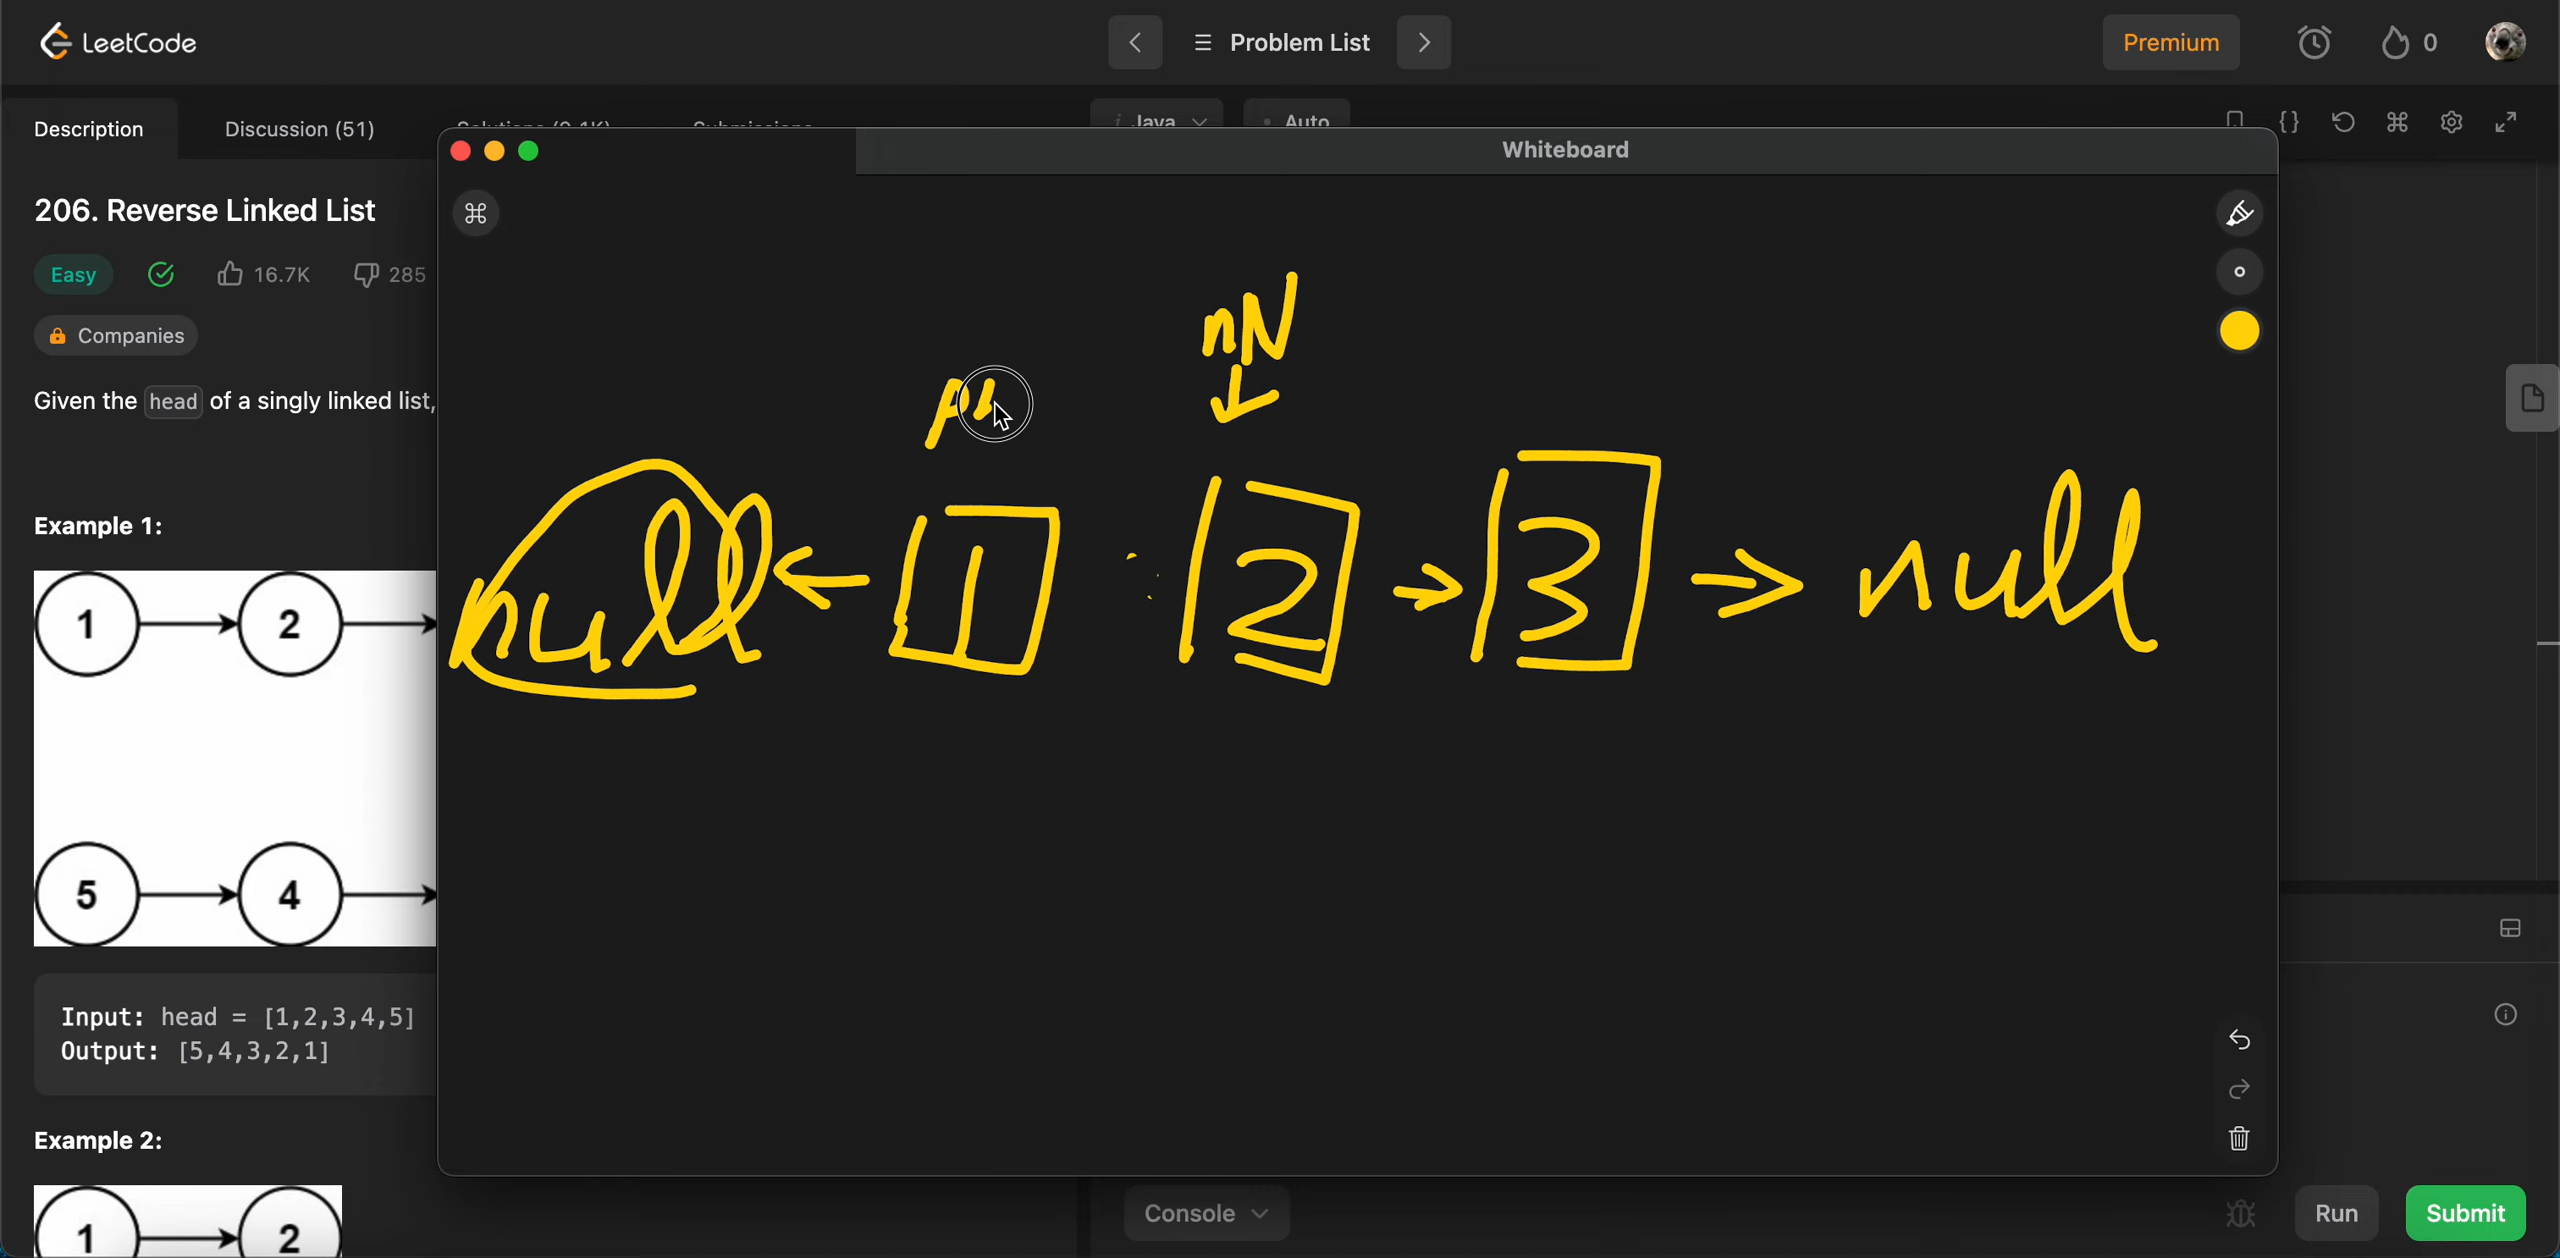 LeetCode
Problem List
Premium
0
Description
Discussion (51)
Java
Auto
Whiteboard
206. Reverse Linked List
Easy
16.7K
285
Companies
Given the head of a singly linked list,
nN
null ← 1 2 → 3 → null
Example 1:
1 2
5 4
Input: head = [1,2,3,4,5]
Output: [5,4,3,2,1]
Example 2:
1 2
Console
Run
Submit